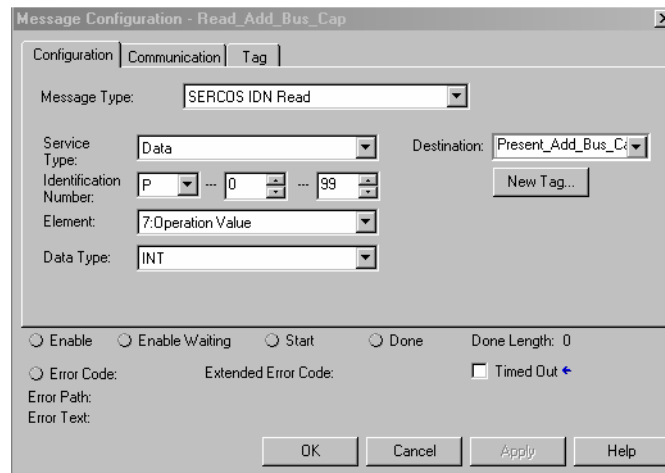 Message Configuration - Read_Add_Bus_Cap
Configuration Communication Tag
Message Type: SERCOS IDN Read
Service Type: Data Destination: Present_Add_Bus_Ca
Identification Number: P --- 0 --- 99 New Tag...
Element: 7:Operation Value
Data Type: INT
Enable Enable Waiting Start Done Done Length: 0
Error Code: Extended Error Code: Timed Out
Error Path:
Error Text:
OK Cancel Apply Help